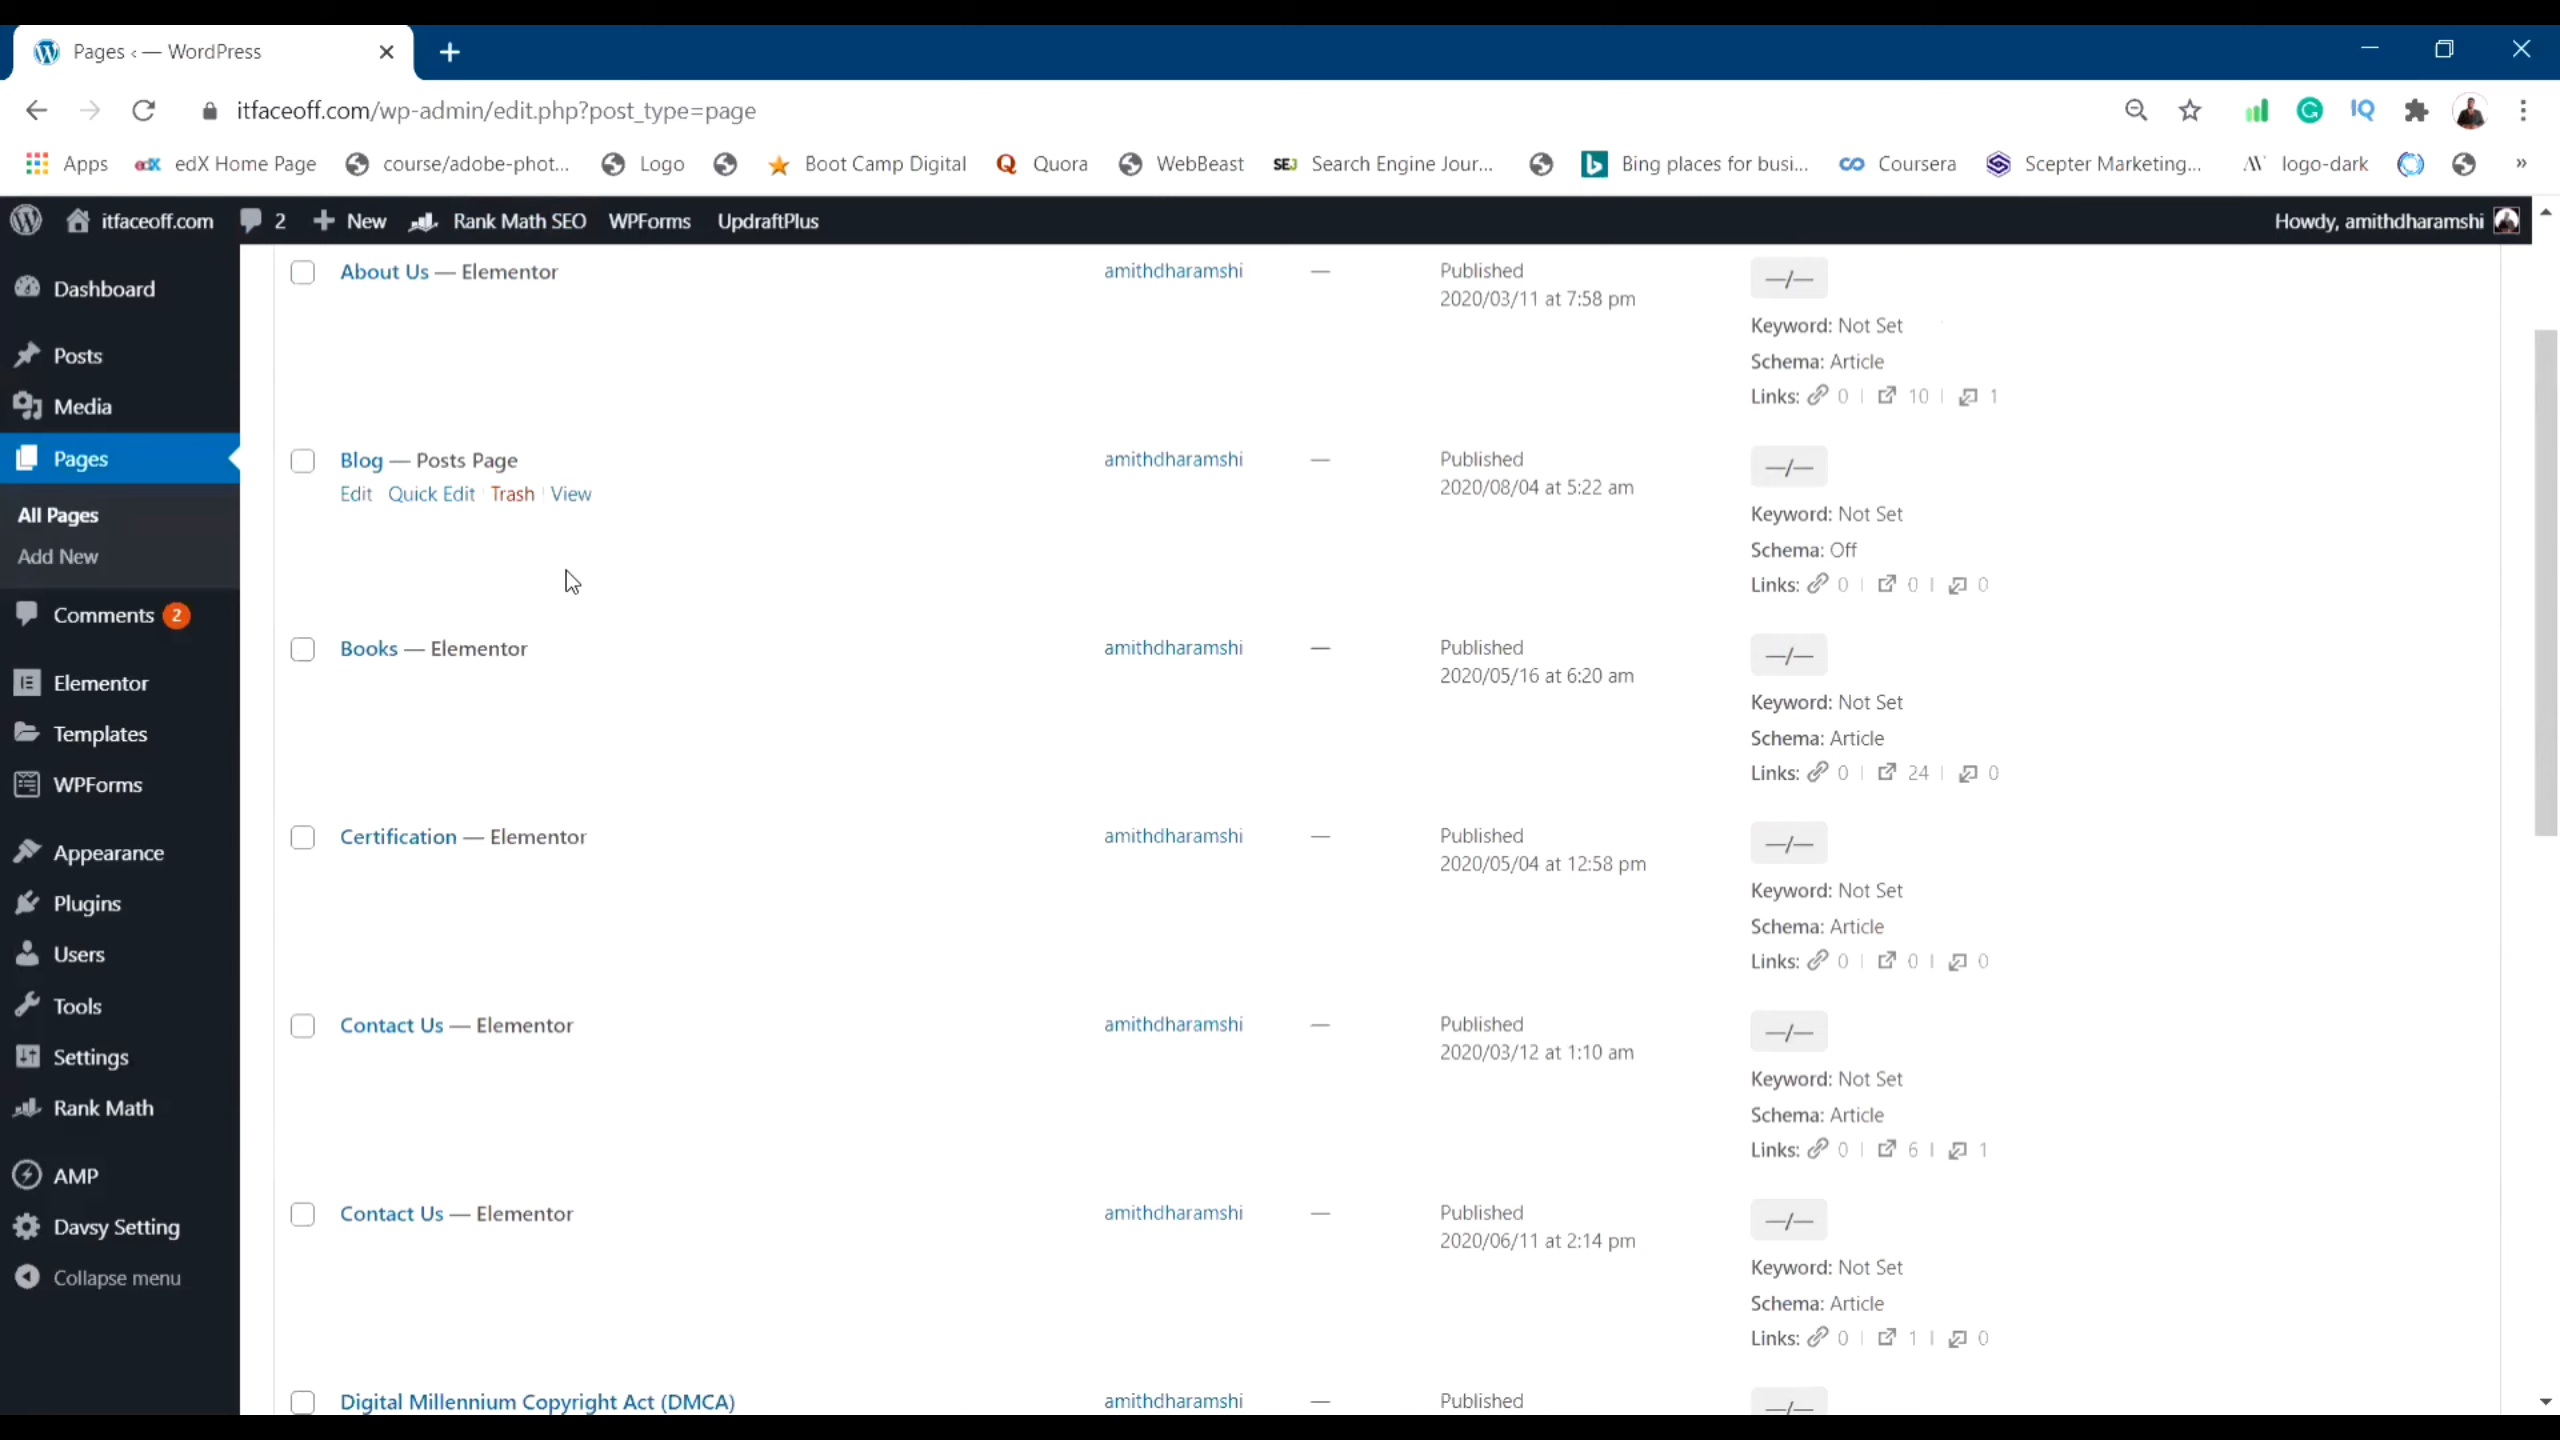 Pages ‹ — WordPress
itfaceoff.com/wp-admin/edit.php?post_type=page
Apps edX Home Page course/adobe-phot... Logo Boot Camp Digital Quora WebBeast SEJ Search Engine Jour... Bing places for busi... Coursera Scepter Marketing... logo-dark »
itfaceoff.com 2 New Rank Math SEO WPForms UpdraftPlus Howdy, amithdharamshi
Dashboard
Posts
Media
Pages
All Pages
Add New
Comments 2
Elementor
Templates
WPForms
Appearance
Plugins
Users
Tools
Settings
Rank Math
AMP
Davsy Setting
Collapse menu
About Us — Elementor amithdharamshi — Published —/—
2020/03/11 at 7:58 pm
Keyword: Not Set
Schema: Article
Links: 0 | 10 | 1
Blog — Posts Page amithdharamshi — Published —/—
Edit Quick Edit | Trash | View 2020/08/04 at 5:22 am
Keyword: Not Set
Schema: Off
Links: 0 | 0 | 0
Books — Elementor amithdharamshi — Published —/—
2020/05/16 at 6:20 am
Keyword: Not Set
Schema: Article
Links: 0 | 24 | 0
Certification — Elementor amithdharamshi — Published —/—
2020/05/04 at 12:58 pm
Keyword: Not Set
Schema: Article
Links: 0 | 0 | 0
Contact Us — Elementor amithdharamshi — Published —/—
2020/03/12 at 1:10 am
Keyword: Not Set
Schema: Article
Links: 0 | 6 | 1
Contact Us — Elementor amithdharamshi — Published —/—
2020/06/11 at 2:14 pm
Keyword: Not Set
Schema: Article
Links: 0 | 1 | 0
Digital Millennium Copyright Act (DMCA) amithdharamshi — Published —/—